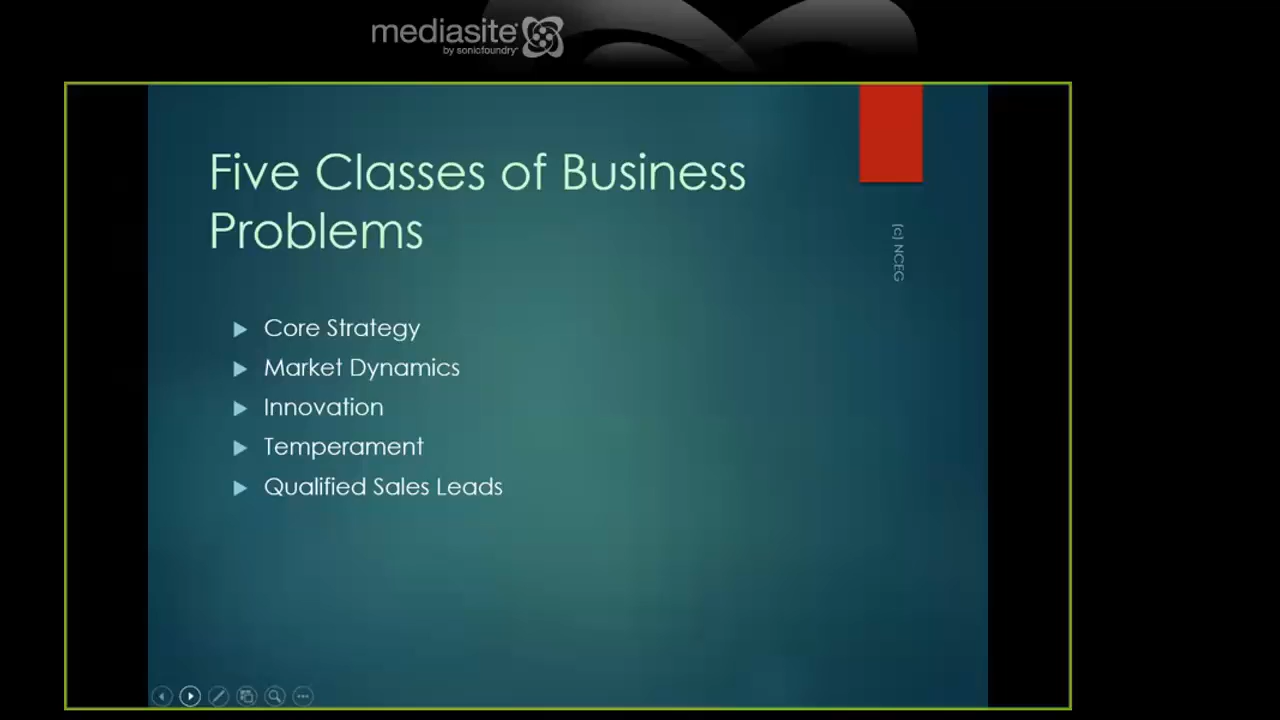 mediasite
by sonicfoundry
Five Classes of Business
Problems
(c) NCEG
Core Strategy
Market Dynamics
Innovation
Temperament
Qualified Sales Leads